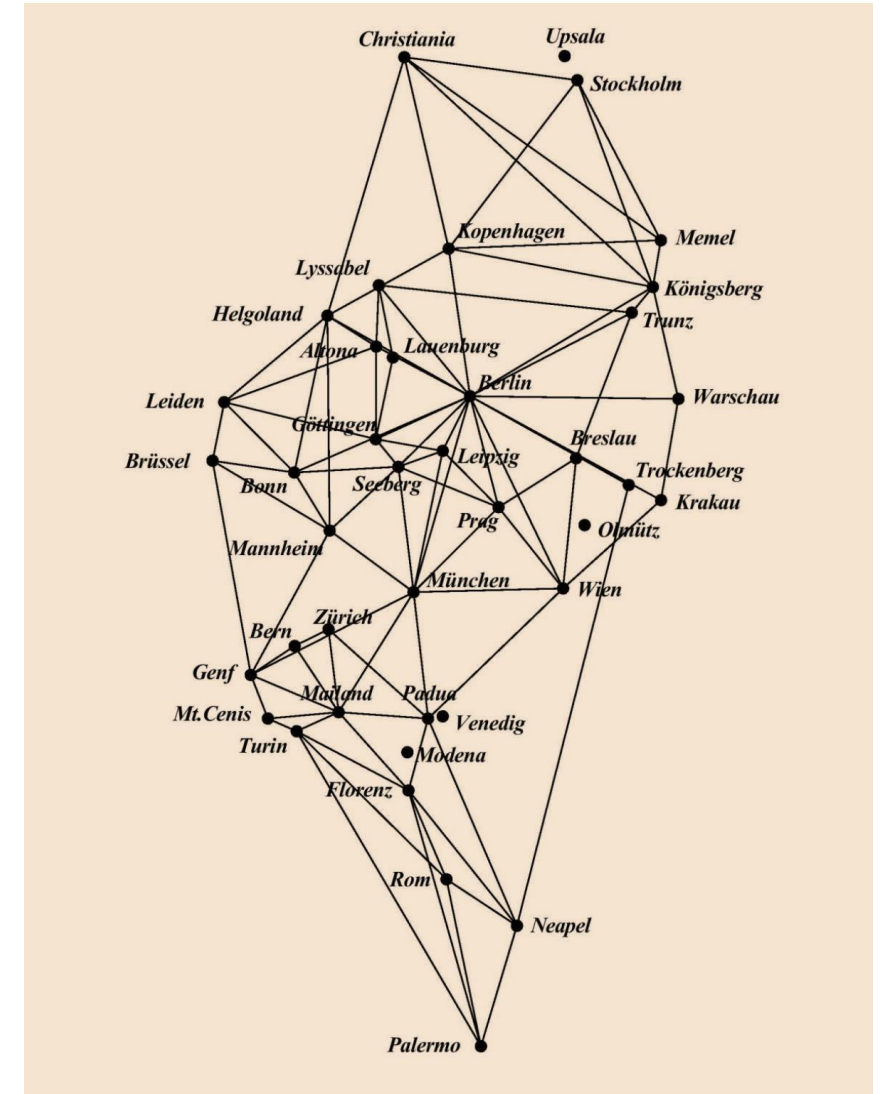 Christiania
Upsala
Stockholm
Kopenhagen
Memel
Lyssabel
Königsberg
Helgoland
Trunz
Altona
Lauenburg
Berlin
Leiden
Warschau
Göttingen
Breslau
Brüssel
Leipzig
Trockenberg
Bonn
Seeberg
Krakau
Prag
Olmütz
Mannheim
München
Wien
Zürich
Bern
Genf
Mailand
Padua
Mt.Cenis
Venedig
Turin
Modena
Florenz
Rom
Neapel
Palermo